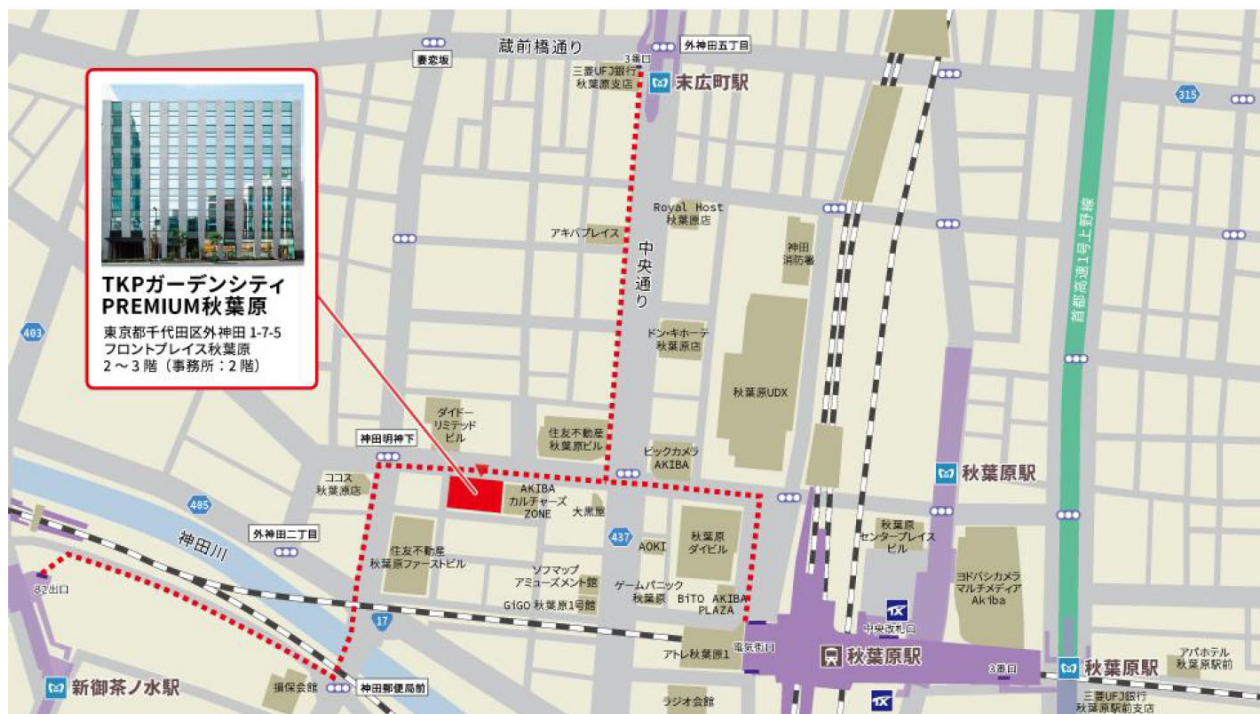 蔵前橋通り
妻恋坂
3番口
外神田五丁目
三菱UFJ銀行
秋葉原支店
末広町駅
315
TKPガーデンシティ
PREMIUM秋葉原
東京都千代田区外神田 1-7-5
フロントプレイス秋葉原
2～3階（事務所：2階）
Royal Host
秋葉原店
アキバプレイス
中央通り
神田
消防署
首都高速1号上野線
403
ドン・キホーテ
秋葉原店
秋葉原UDX
ダイドー
リミテッド
ビル
住友不動産
秋葉原ビル
神田明神下
ビックカメラ
AKIBA
秋葉原駅
ココス
秋葉原店
AKIBA
カルチャーズ
ZONE
大黒屋
405
神田川
外神田二丁目
437
秋葉原
ダイビル
AOKI
秋葉原
センタープレイス
ビル
住友不動産
秋葉原ファーストビル
ソフマップ
アミューズメント館
GiGO 秋葉原1号館
ゲームパニック
秋葉原
BiTO AKIBA
PLAZA
ヨドバシカメラ
マルチメディア
Akiba
B2出口
17
TX
中央改札口
電気街口
アトレ秋葉原1
秋葉原駅
3番口
秋葉原駅
アパホテル
秋葉原駅前
新御茶ノ水駅
損保会館
神田郵便局前
ラジオ会館
TX
三菱UFJ銀行
秋葉原駅前支店